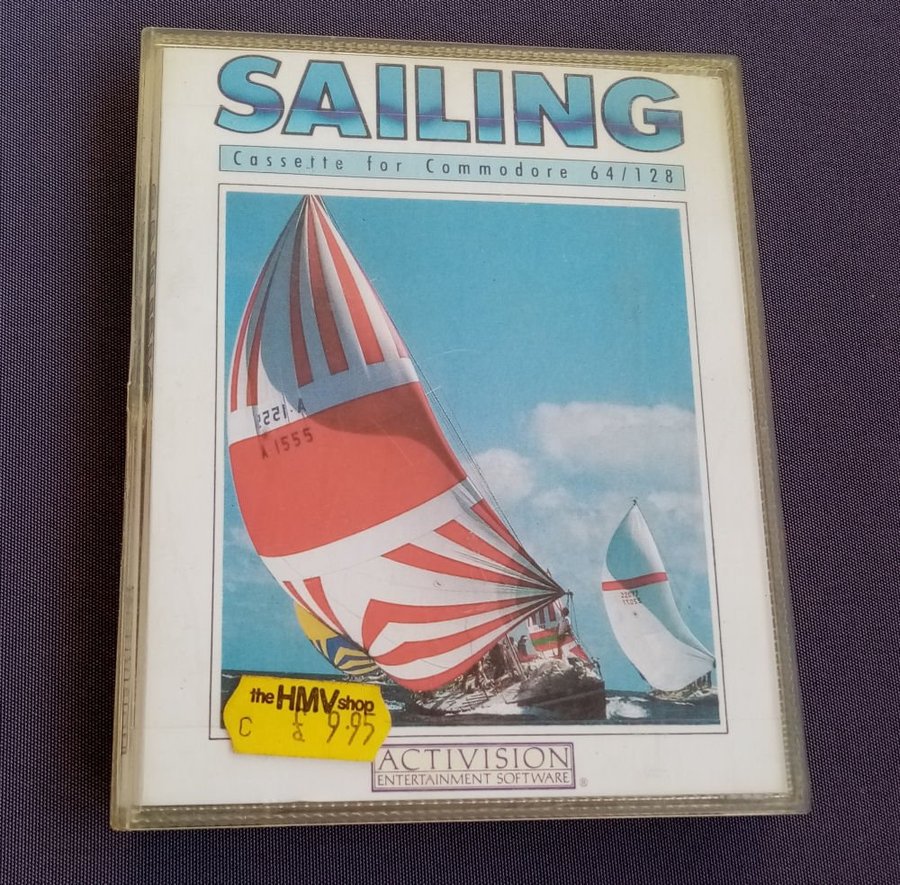 SAILING
Cassette for Commodore 64/128
1555
the HMV shop
C £ 9.95
ACTIVISION
ENTERTAINMENT SOFTWARE®